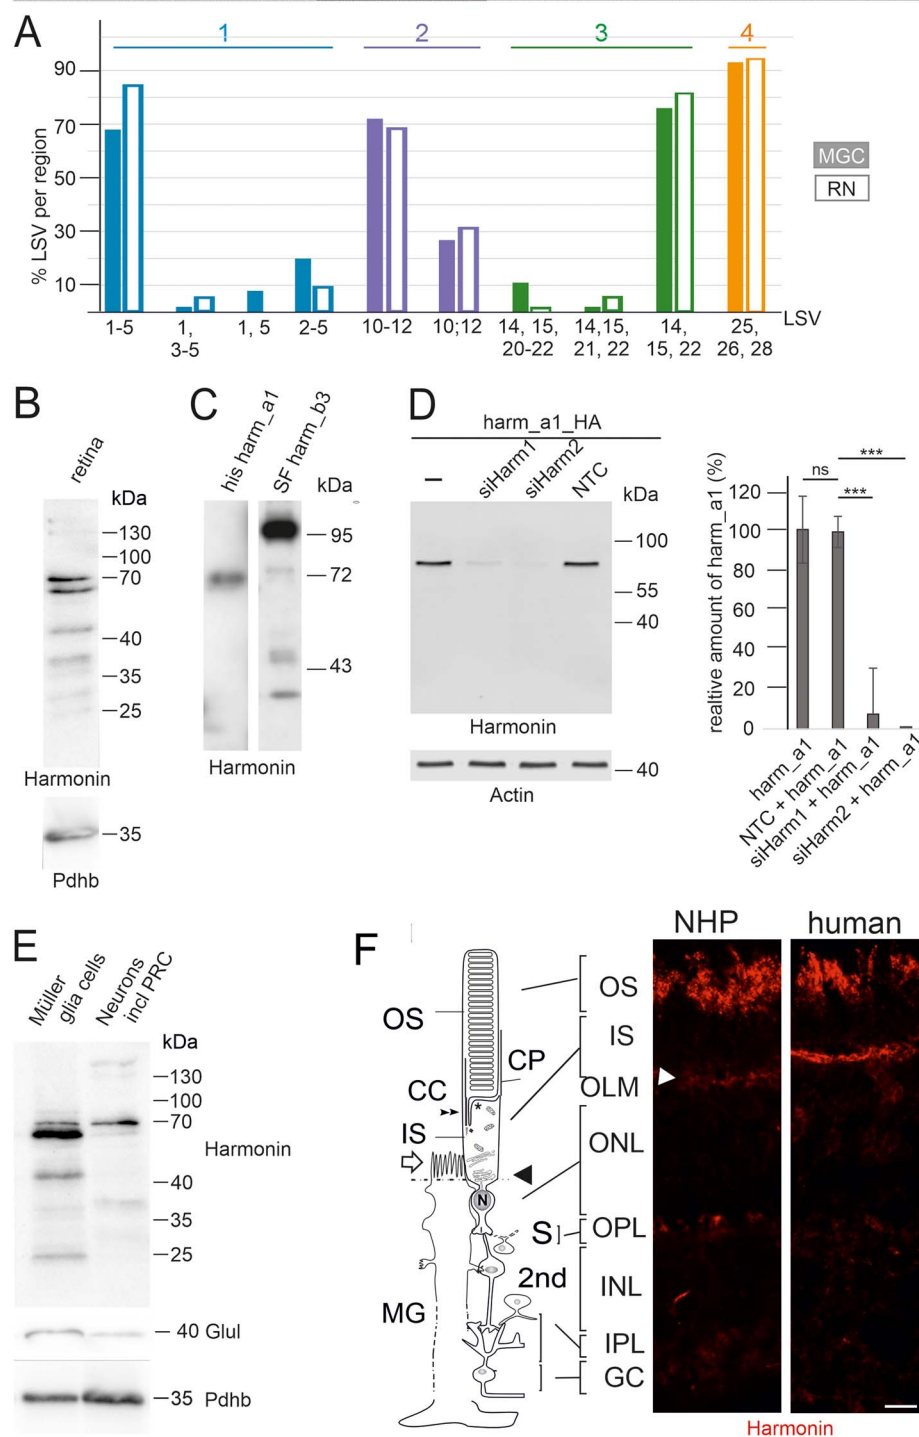 A
1 2 3 4
% LSV per region
90
70
50
30
10
MGC
RN
1-5 1, 3-5 1, 5 2-5 10-12 10;12 14, 15, 20-22 14,15, 21, 22 14, 15, 22 25, 26, 28 LSV
B
retina
kDa
130
100
70
40
35
25
Harmonin
35
Pdhb
C
his harm_a1
SF harm_b3
kDa
95
72
43
Harmonin
D
harm_a1_HA
–
siHarm1
siHarm2
NTC
kDa
100
55
40
Harmonin
40
Actin
realtive amount of harm_a1 (%)
***
ns ***
120
100
80
60
40
20
0
harm_a1
NTC + harm_a1
siHarm1 + harm_a1
siHarm2 + harm_a1
E
Müller glia cells
Neurons incl PRC
kDa
130
100
70
Harmonin
40
35
25
40 Glul
35 Pdhb
F
NHP human
OS
OS
IS
CP
CC
OLM
*
IS
ONL
N
S
OPL
2nd
INL
MG
IPL
GC
Harmonin